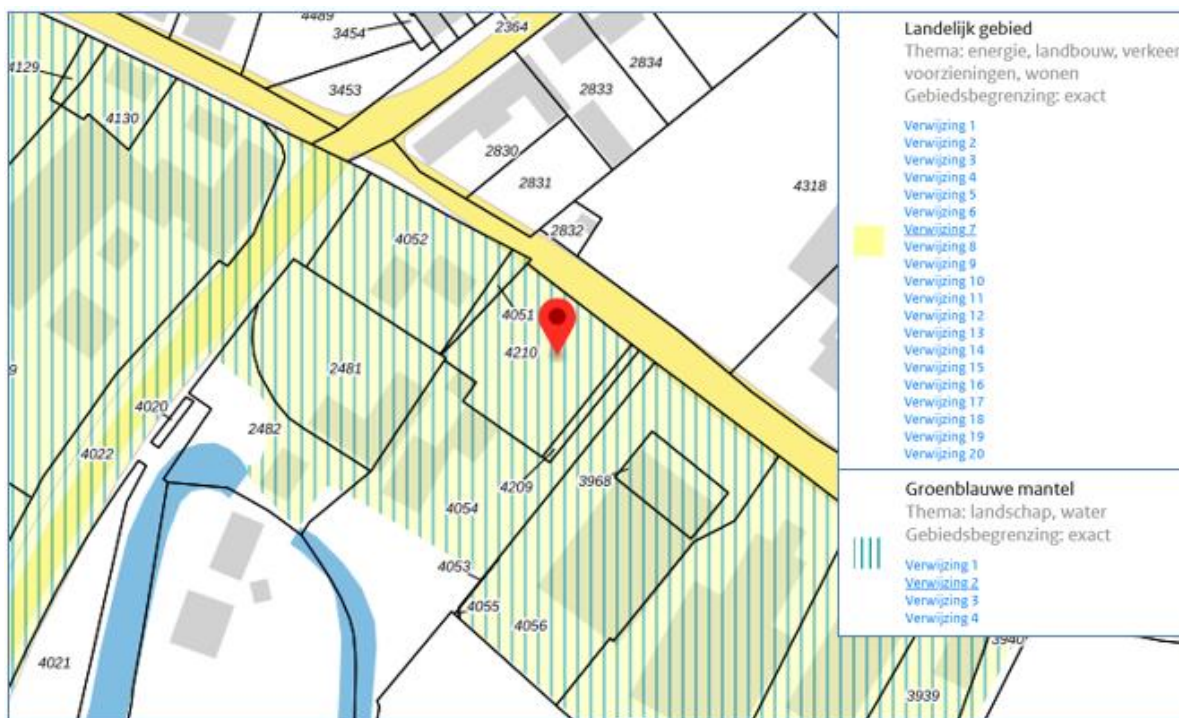 4489
3454
2364
4129
3453
2834
2833
4130
2830
2831
4318
2832
4052
4051
4210
2481
4020
2482
4022
4209
3968
4054
4053
4055
4056
4021
3940
3939
Landelijk gebied
Thema: energie, landbouw, verkeer
voorzieningen, wonen
Gebiedsbegrenzing: exact
Verwijzing 1
Verwijzing 2
Verwijzing 3
Verwijzing 4
Verwijzing 5
Verwijzing 6
Verwijzing 7
Verwijzing 8
Verwijzing 9
Verwijzing 10
Verwijzing 11
Verwijzing 12
Verwijzing 13
Verwijzing 14
Verwijzing 15
Verwijzing 16
Verwijzing 17
Verwijzing 18
Verwijzing 19
Verwijzing 20
Groenblauwe mantel
Thema: landschap, water
Gebiedsbegrenzing: exact
Verwijzing 1
Verwijzing 2
Verwijzing 3
Verwijzing 4